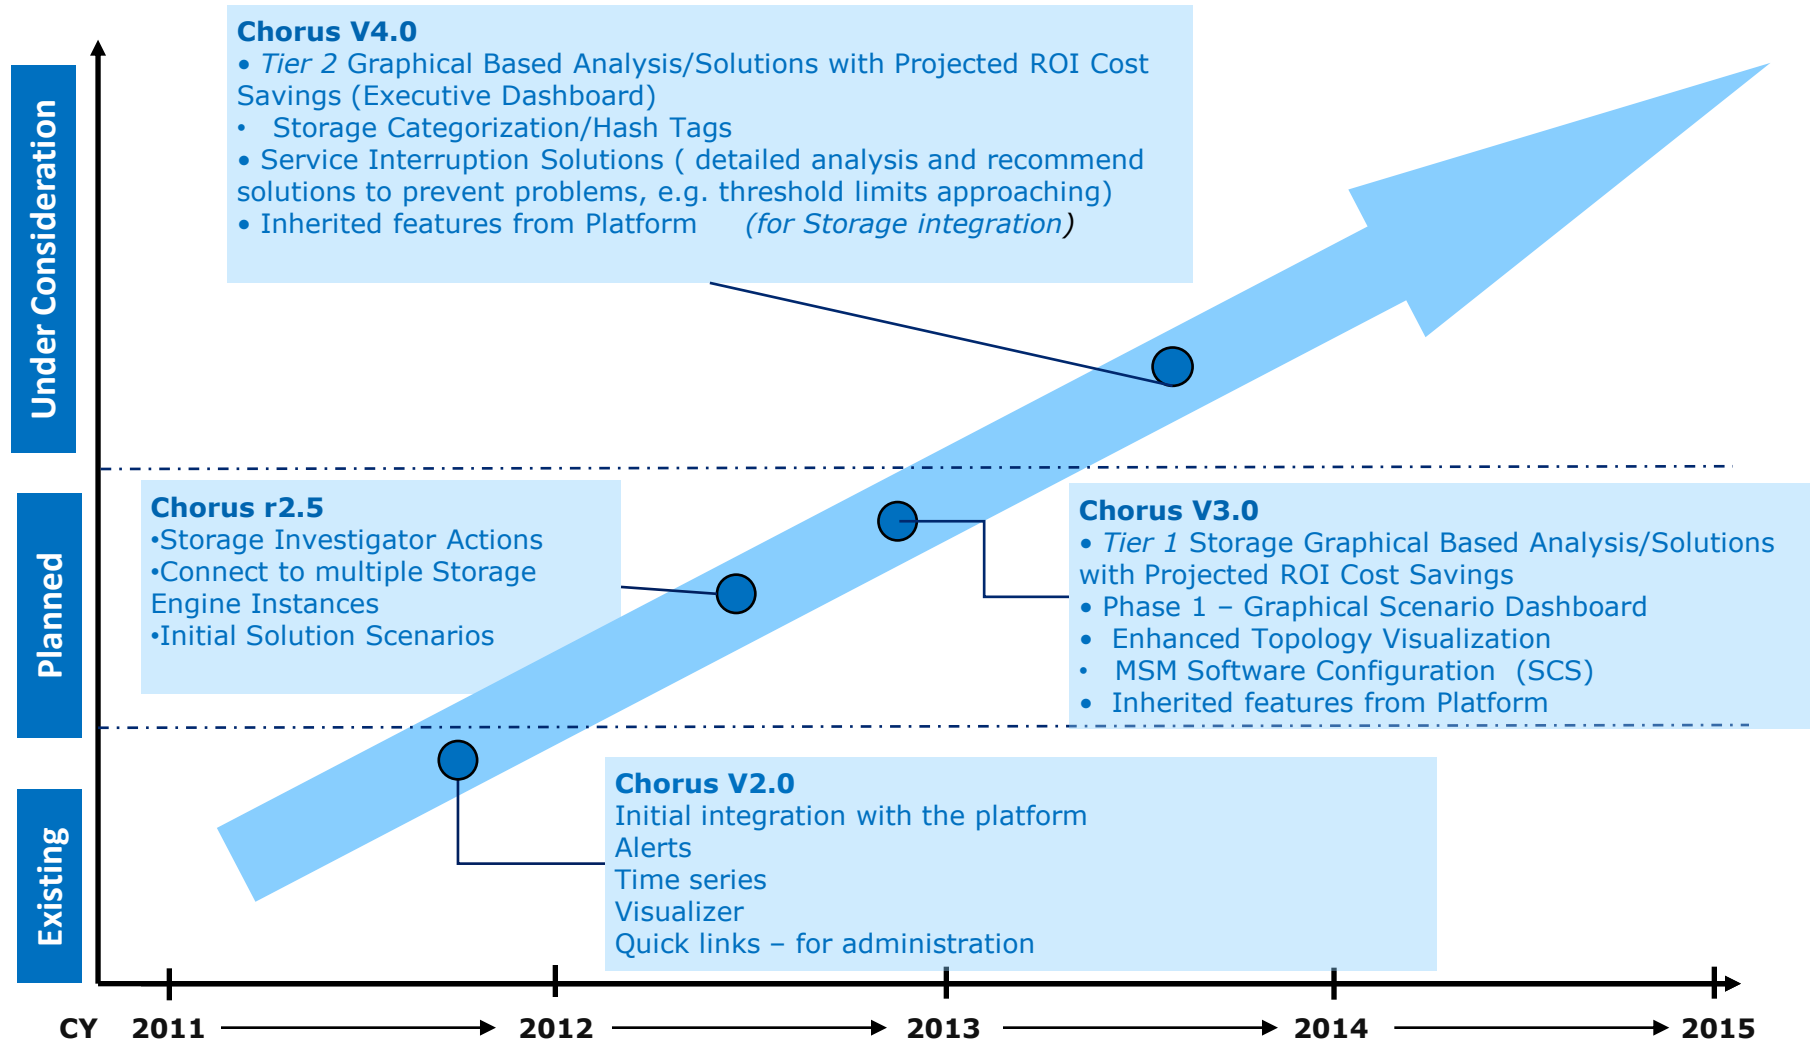 Chorus V4.0
• Tier 2 Graphical Based Analysis/Solutions with Projected ROI Cost
Savings (Executive Dashboard)
• Storage Categorization/Hash Tags
• Service Interruption Solutions ( detailed analysis and recommend
solutions to prevent problems, e.g. threshold limits approaching)
• Inherited features from Platform (for Storage integration)
Under Consideration
Chorus r2.5
•Storage Investigator Actions
•Connect to multiple Storage
Engine Instances
•Initial Solution Scenarios
Chorus V3.0
• Tier 1 Storage Graphical Based Analysis/Solutions
with Projected ROI Cost Savings
• Phase 1 – Graphical Scenario Dashboard
• Enhanced Topology Visualization
• MSM Software Configuration (SCS)
• Inherited features from Platform
Planned
Chorus V2.0
Initial integration with the platform
Alerts
Time series
Visualizer
Quick links – for administration
Existing
CY 2011 2012 2013 2014 2015